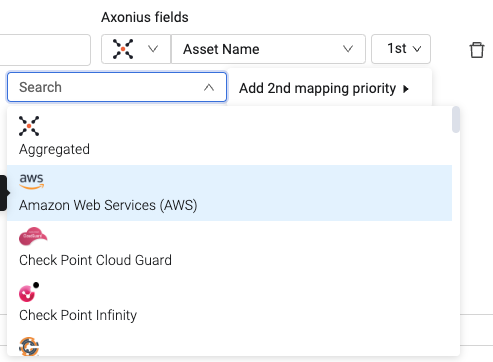 Axonius fields
Asset Name
1st
Search
Add 2nd mapping priority
Aggregated
aws
Amazon Web Services (AWS)
Check Point Cloud Guard
Check Point Infinity